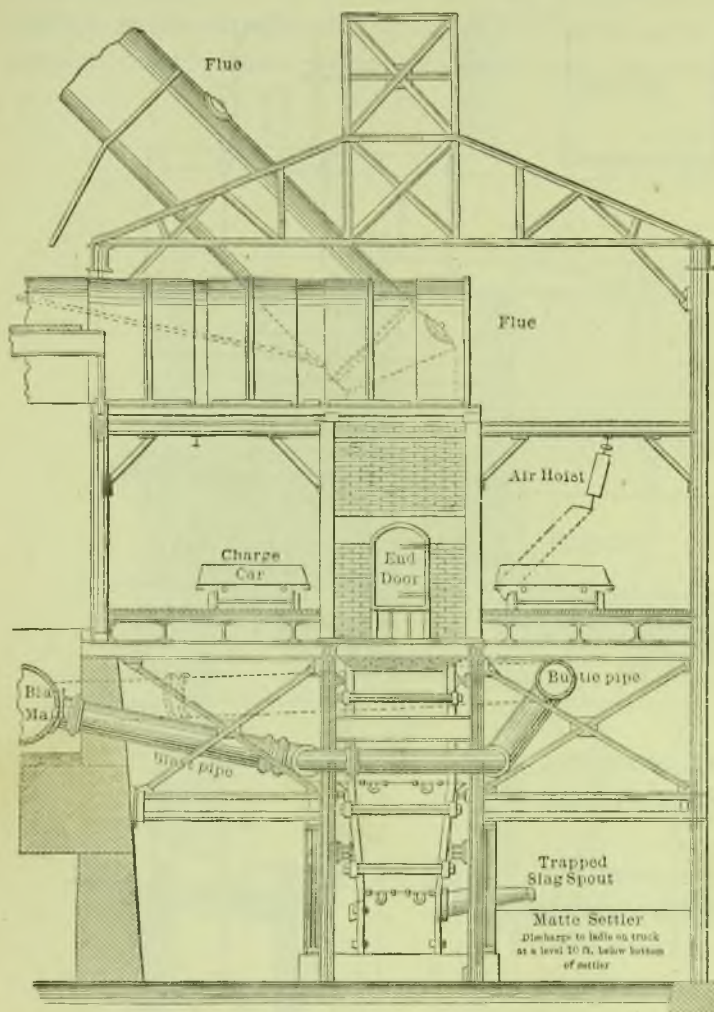 Flue
Flue
Air Hoist
Charge
Car
End
Door
Bustle pipe
Blast pipe
Trapped
Slag Spout
Matte Settler
Discharge to ladle on truck
at a level 10 ft. below bottom
of settler